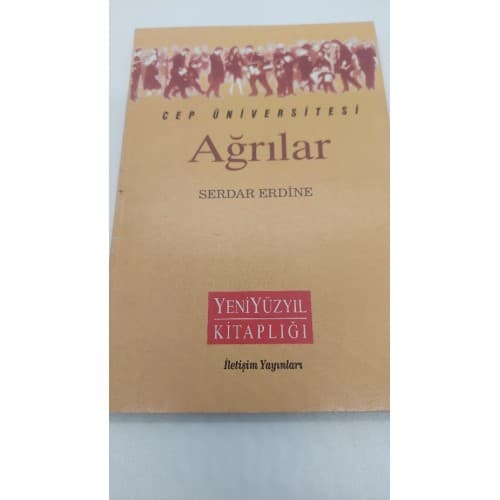 CEP ÜNİVERSİTESİ
Ağrılar
SERDAR ERDİNE
YENİYÜZYIL
KİTAPLIĞI
İletişim Yayınları